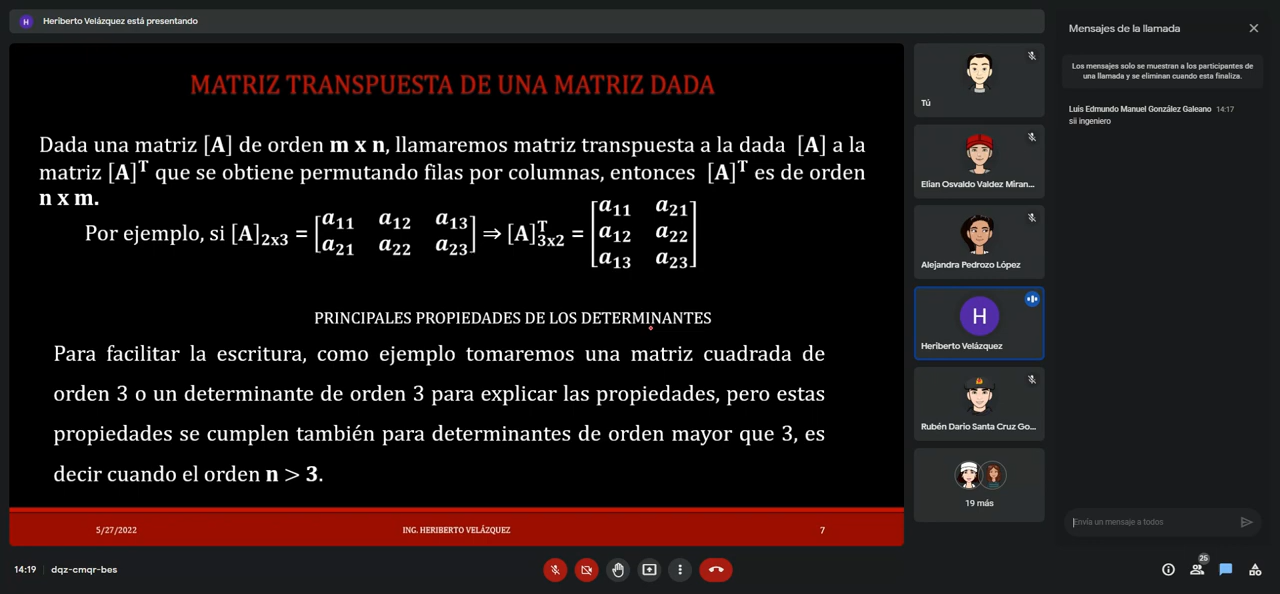 H Heriberto Velázquez está presentando
MATRIZ TRANSPUESTA DE UNA MATRIZ DADA
Dada una matriz [A] de orden m x n, llamaremos matriz transpuesta a la dada [A] a la
matriz [A]ᵀ que se obtiene permutando filas por columnas, entonces [A]ᵀ es de orden
n x m.
Por ejemplo, si [A]₂ₓ₃ = [a₁₁ a₁₂ a₁₃; a₂₁ a₂₂ a₂₃] ⇒ [A]ᵀ₃ₓ₂ = [a₁₁ a₂₁; a₁₂ a₂₂; a₁₃ a₂₃]
PRINCIPALES PROPIEDADES DE LOS DETERMINANTES
Para facilitar la escritura, como ejemplo tomaremos una matriz cuadrada de
orden 3 o un determinante de orden 3 para explicar las propiedades, pero estas
propiedades se cumplen también para determinantes de orden mayor que 3, es
decir cuando el orden n > 3.
5/27/2022 ING. HERIBERTO VELÁZQUEZ 7
Tú
Elian Osvaldo Valdez Miran...
Alejandra Pedrozo López
H
Heriberto Velázquez
Rubén Dario Santa Cruz Go...
19 más
Mensajes de la llamada
Los mensajes solo se muestran a los participantes de
una llamada y se eliminan cuando esta finaliza.
Luis Edmundo Manuel González Galeano 14:17
sii ingeniero
Envía un mensaje a todos
14:19 | dqz-cmqr-bes
25